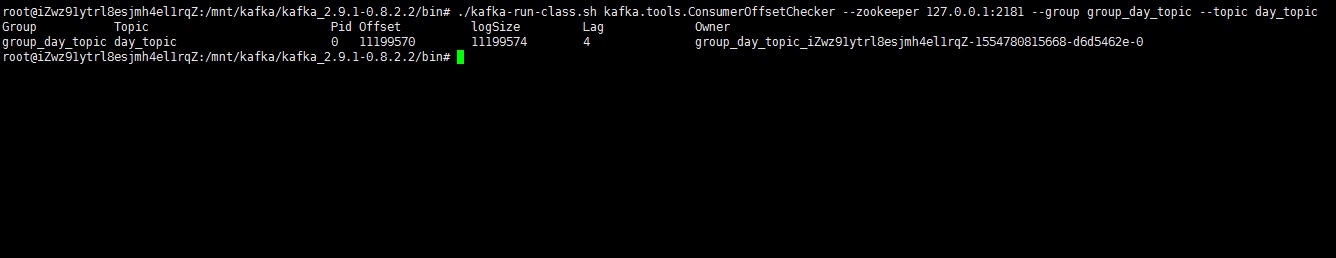 root@iZwz91ytrl8esjmh4el1rqZ:/mnt/kafka/kafka_2.9.1-0.8.2.2/bin# ./kafka-run-class.sh kafka.tools.ConsumerOffsetChecker --zookeeper 127.0.0.1:2181 --group group_day_topic --topic day_topic
Group Topic Pid Offset logSize Lag Owner
group_day_topic day_topic 0 11199570 11199574 4 group_day_topic_iZwz91ytrl8esjmh4el1rqZ-1554780815668-d6d5462e-0
root@iZwz91ytrl8esjmh4el1rqZ:/mnt/kafka/kafka_2.9.1-0.8.2.2/bin#